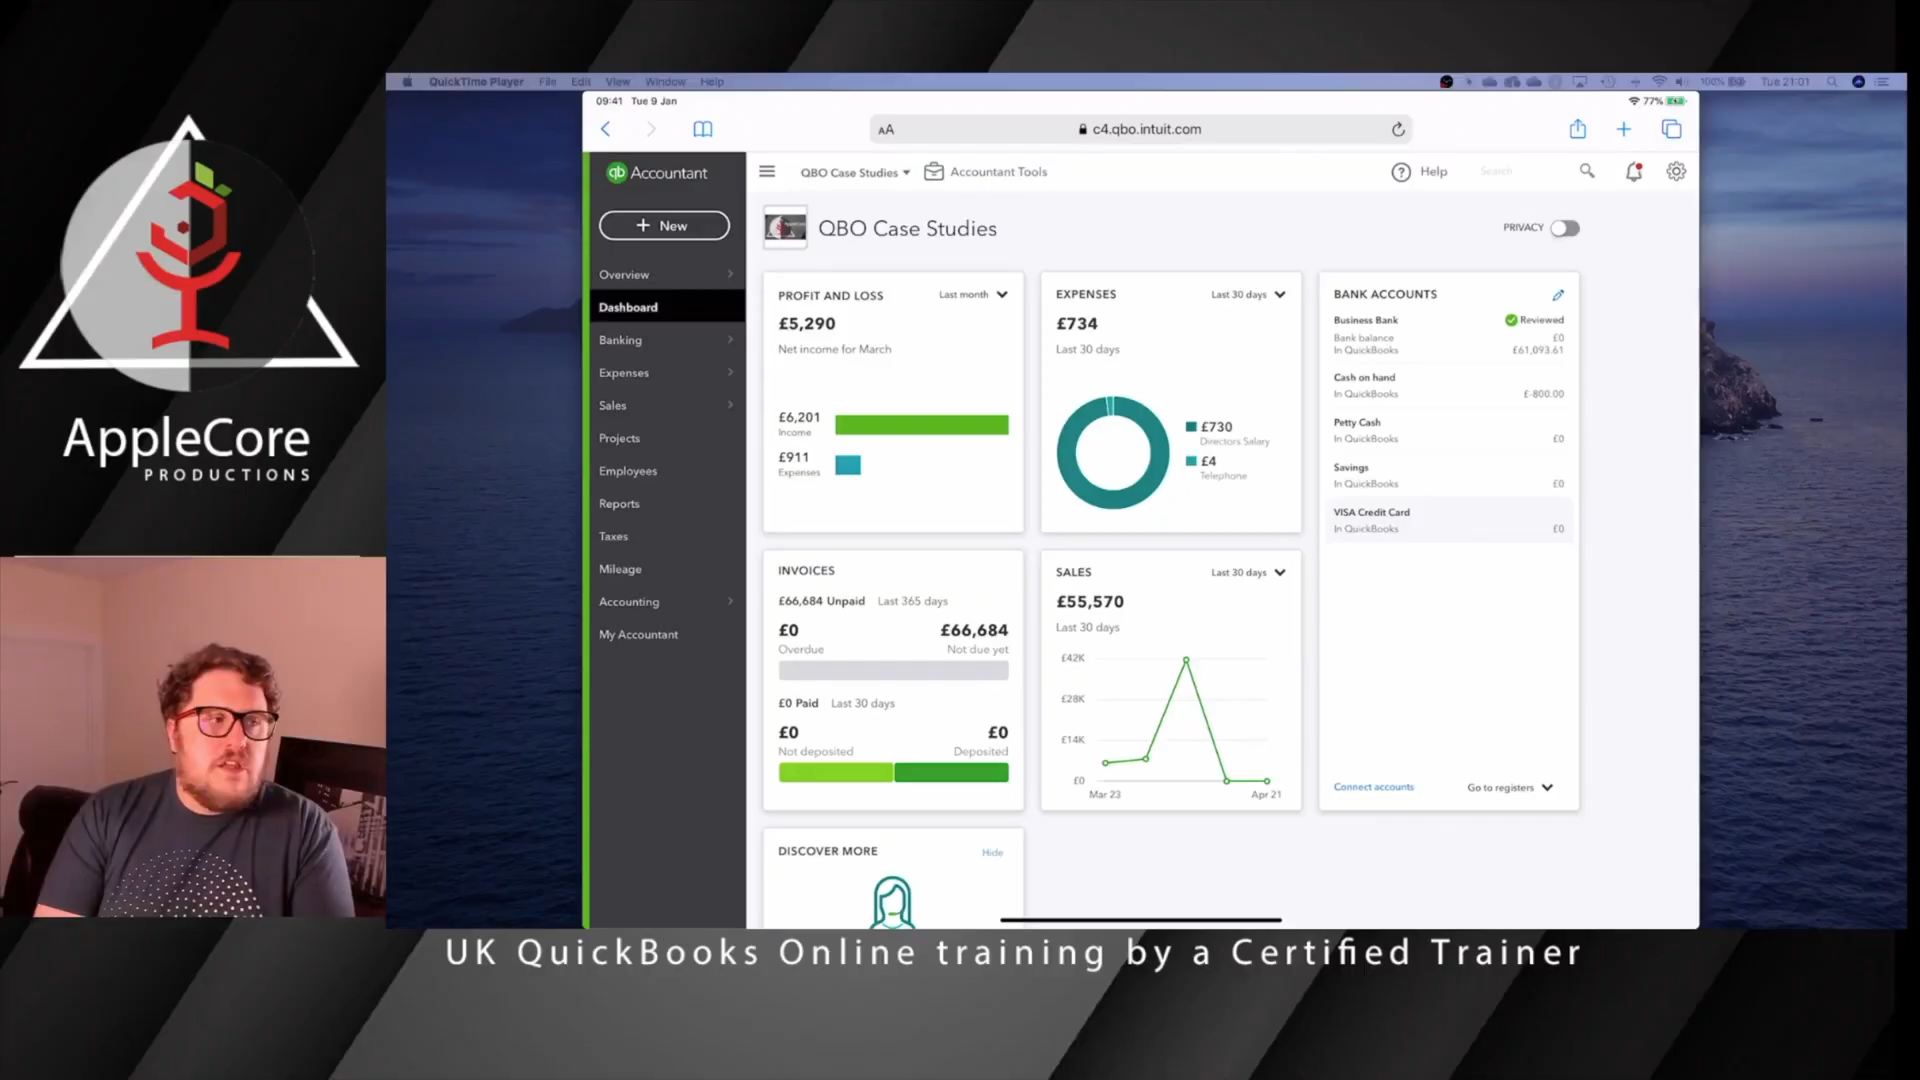 QuickTime Player File Edit View Window Help
100% Tue 21:01
09:41 Tue 9 Jan
77%
AA c4.qbo.intuit.com
qb Accountant
QBO Case Studies Accountant Tools
? Help Search
+ New
QBO Case Studies
PRIVACY
Overview
Dashboard
Banking
Expenses
Sales
Projects
Employees
Reports
Taxes
Mileage
Accounting
My Accountant
PROFIT AND LOSS Last month
£5,290
Net income for March
£6,201
Income
£911
Expenses
EXPENSES Last 30 days
£734
Last 30 days
£730
Directors Salary
£4
Telephone
BANK ACCOUNTS
Business Bank Reviewed
Bank balance £0
In QuickBooks £61,093.61
Cash on hand
In QuickBooks £-800.00
Petty Cash
In QuickBooks £0
Savings
In QuickBooks £0
VISA Credit Card
In QuickBooks £0
Connect accounts Go to registers
INVOICES
£66,684 Unpaid Last 365 days
£0 £66,684
Overdue Not due yet
£0 Paid Last 30 days
£0 £0
Not deposited Deposited
SALES Last 30 days
£55,570
Last 30 days
£42K
£28K
£14K
£0
Mar 23 Apr 21
DISCOVER MORE Hide
AppleCore
PRODUCTIONS
UK QuickBooks Online training by a Certified Trainer